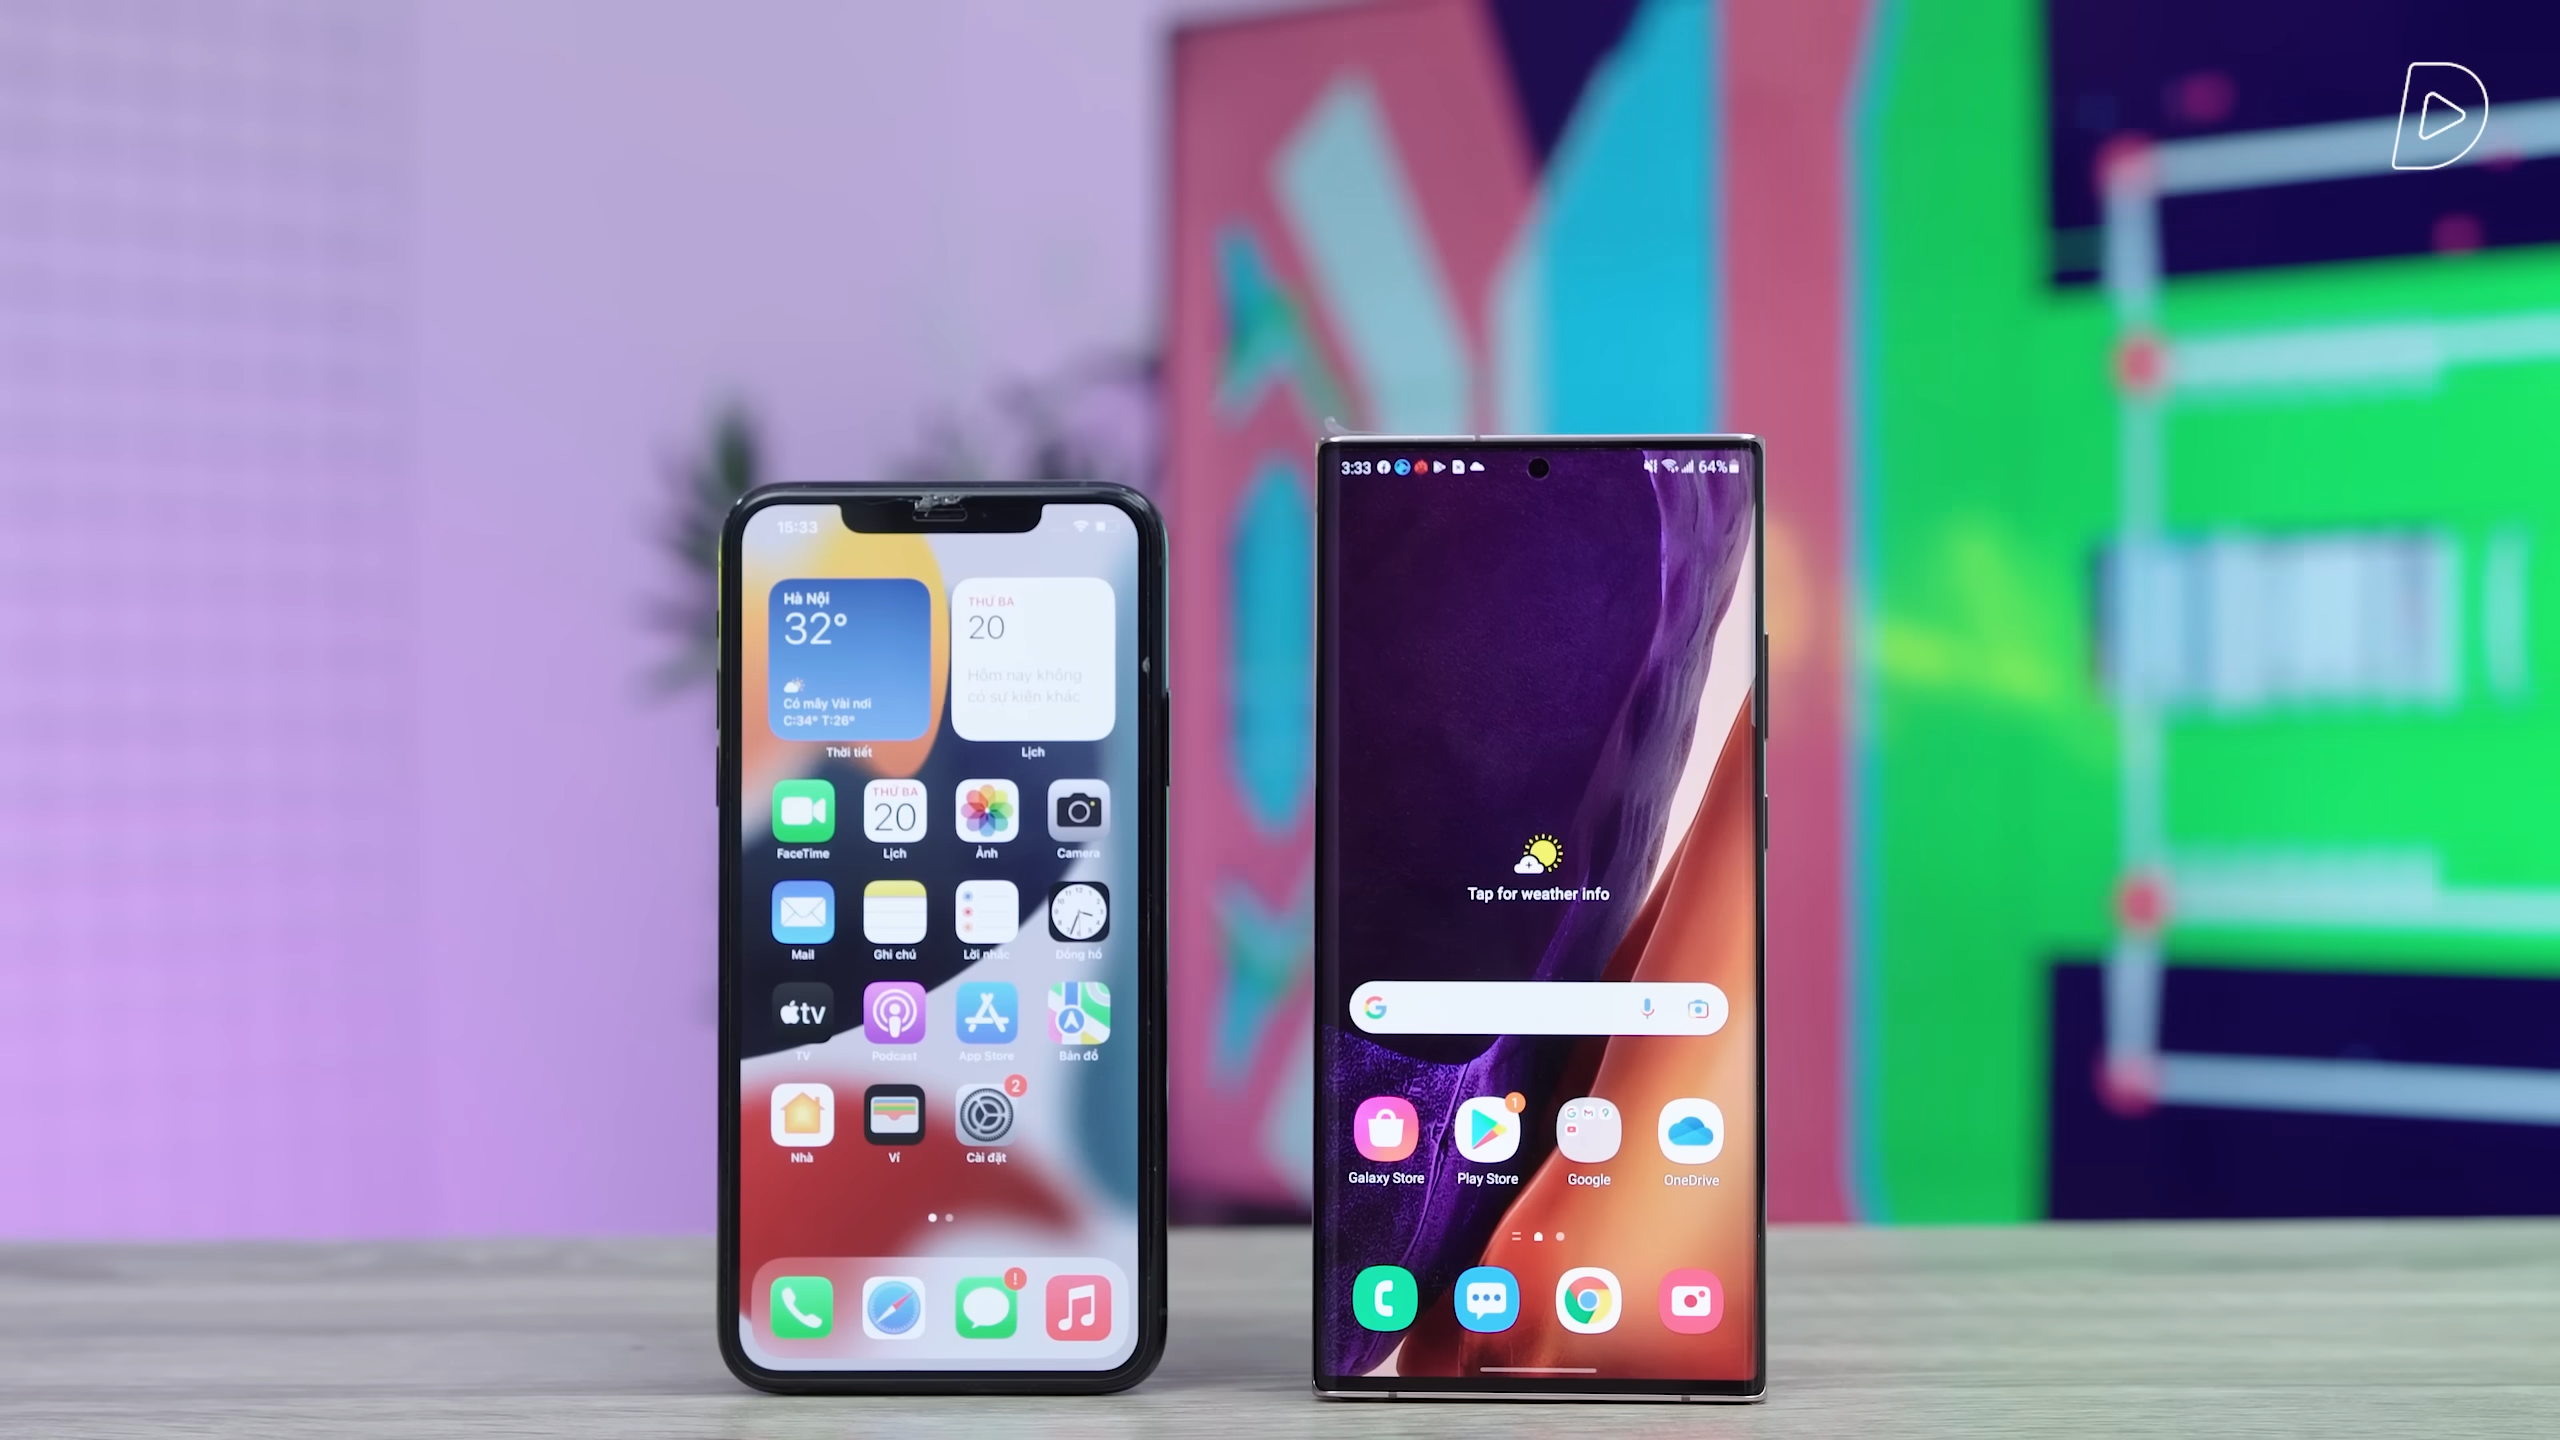 15:33
Hà Nội
32°
Có mây Vài nơi
C:34° T:26°
Thời tiết
THỨ BA
20
Hôm nay không
có sự kiện khác
Lịch
FaceTime
THỨ BA
20
Lịch
Ảnh
Camera
Mail
Ghi chú
Lời nhắc
Đồng hồ
tv
TV
Podcast
App Store
Bản đồ
Nhà
Ví
2
Cài đặt
!
3:33
64%
Tap for weather info
G
Galaxy Store
1
Play Store
Google
OneDrive
D